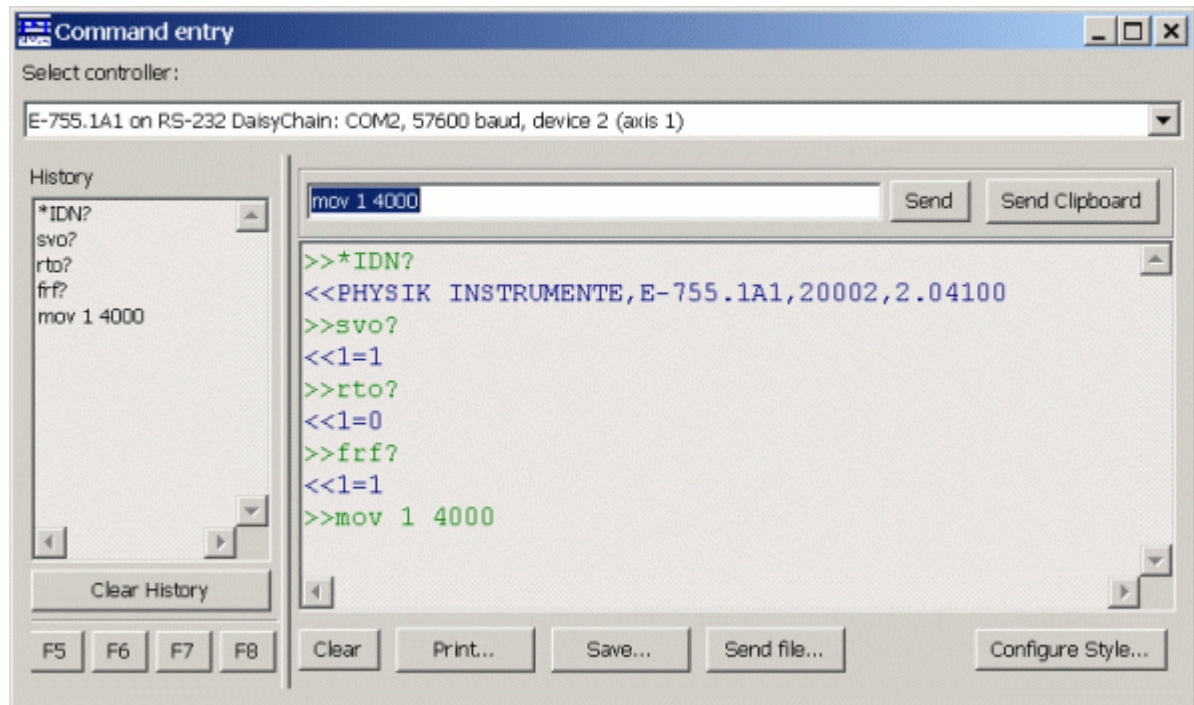 Command entry
Select controller:
E-755.1A1 on RS-232 DaisyChain: COM2, 57600 baud, device 2 (axis 1)
History
*IDN?
svo?
rto?
frf?
mov 1 4000
Clear History
F5 F6 F7 F8
mov 1 4000 Send Send Clipboard
>>*IDN?
<<PHYSIK INSTRUMENTE,E-755.1A1,20002,2.04100
>>svo?
<<1=1
>>rto?
<<1=0
>>frf?
<<1=1
>>mov 1 4000
Clear Print... Save... Send file... Configure Style...